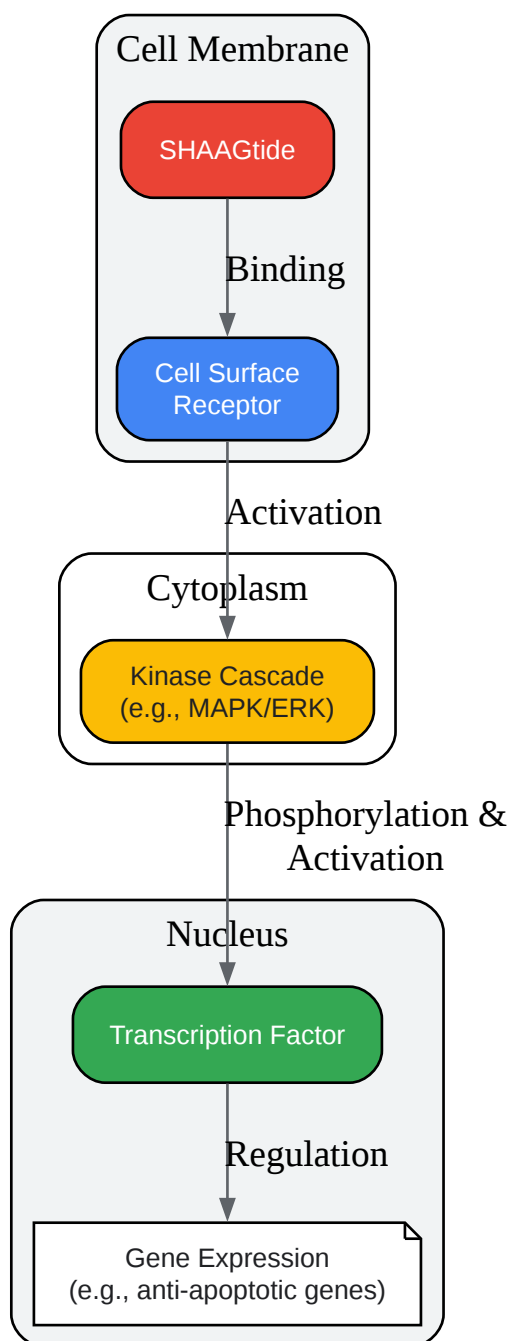 Cell Membrane
SHAAGtide
Binding
Cell Surface
Receptor
Activation
Cytoplasm
Kinase Cascade
(e.g., MAPK/ERK)
Phosphorylation &
Activation
Nucleus
Transcription Factor
Regulation
Gene Expression
(e.g., anti-apoptotic genes)